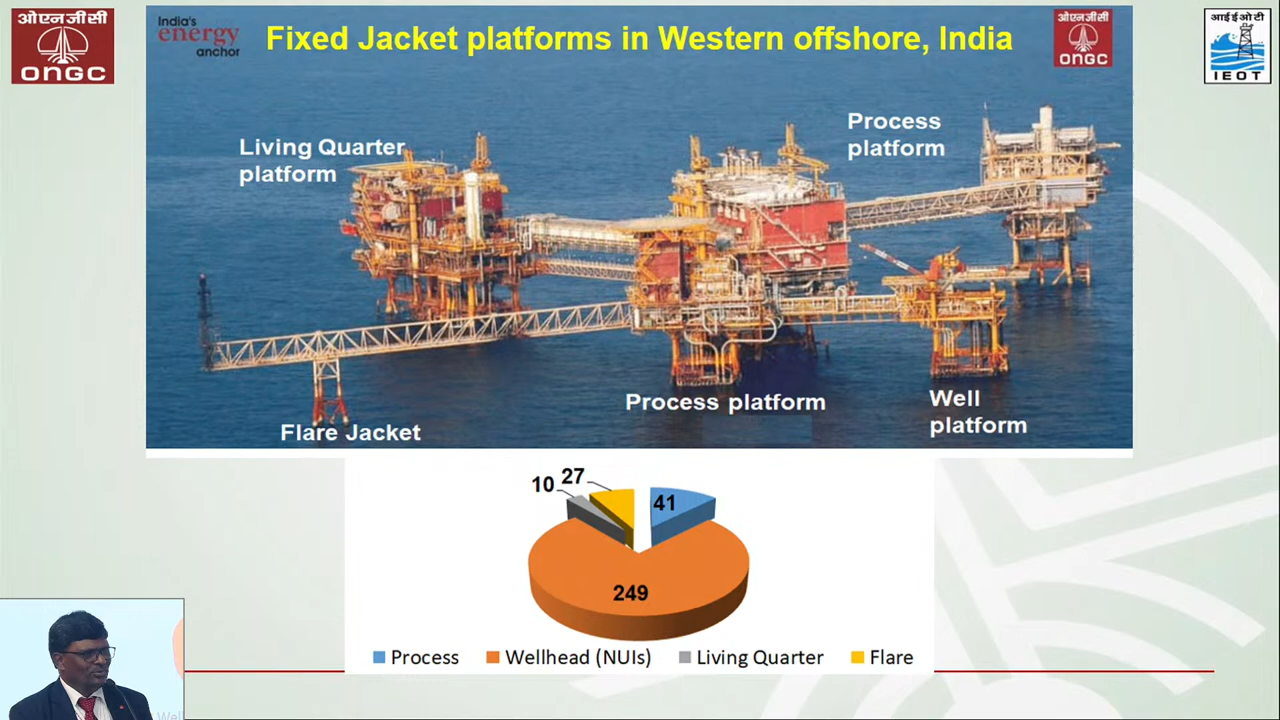 ओएनजीसी
ONGC
India's
energy
anchor
Fixed Jacket platforms in Western offshore, India
ओएनजीसी
ONGC
आईईओटी
IEOT
Living Quarter
platform
Process
platform
Process platform
Well
platform
Flare Jacket
10
27
41
249
Process
Wellhead (NUIs)
Living Quarter
Flare
Well